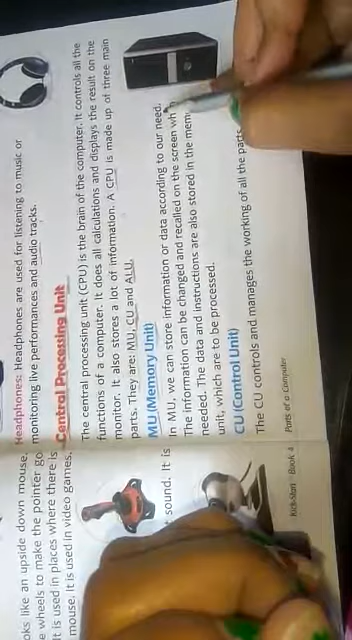 oks like an upside down mouse,
e wheels to make the pointer go
It is used in places where there is
mouse. It is used in video games.
sound. It is
Headphones: Headphones are used for listening to music or
monitoring live performances and audio tracks.
Central Processing Unit
The central processing unit (CPU) is the brain of the computer. It controls all the
functions of a computer. It does all calculations and displays the result on the
monitor. It also stores a lot of information. A CPU is made up of three main
parts. They are: MU, CU and ALU.
MU (Memory Unit)
In MU, we can store information or data according to our need.
The information can be changed and recalled on the screen wh
needed. The data and instructions are also stored in the mem
unit, which are to be processed.
CU (Control Unit)
The CU controls and manages the working of all the parts
Kick-Start Book 4
Parts of a computer